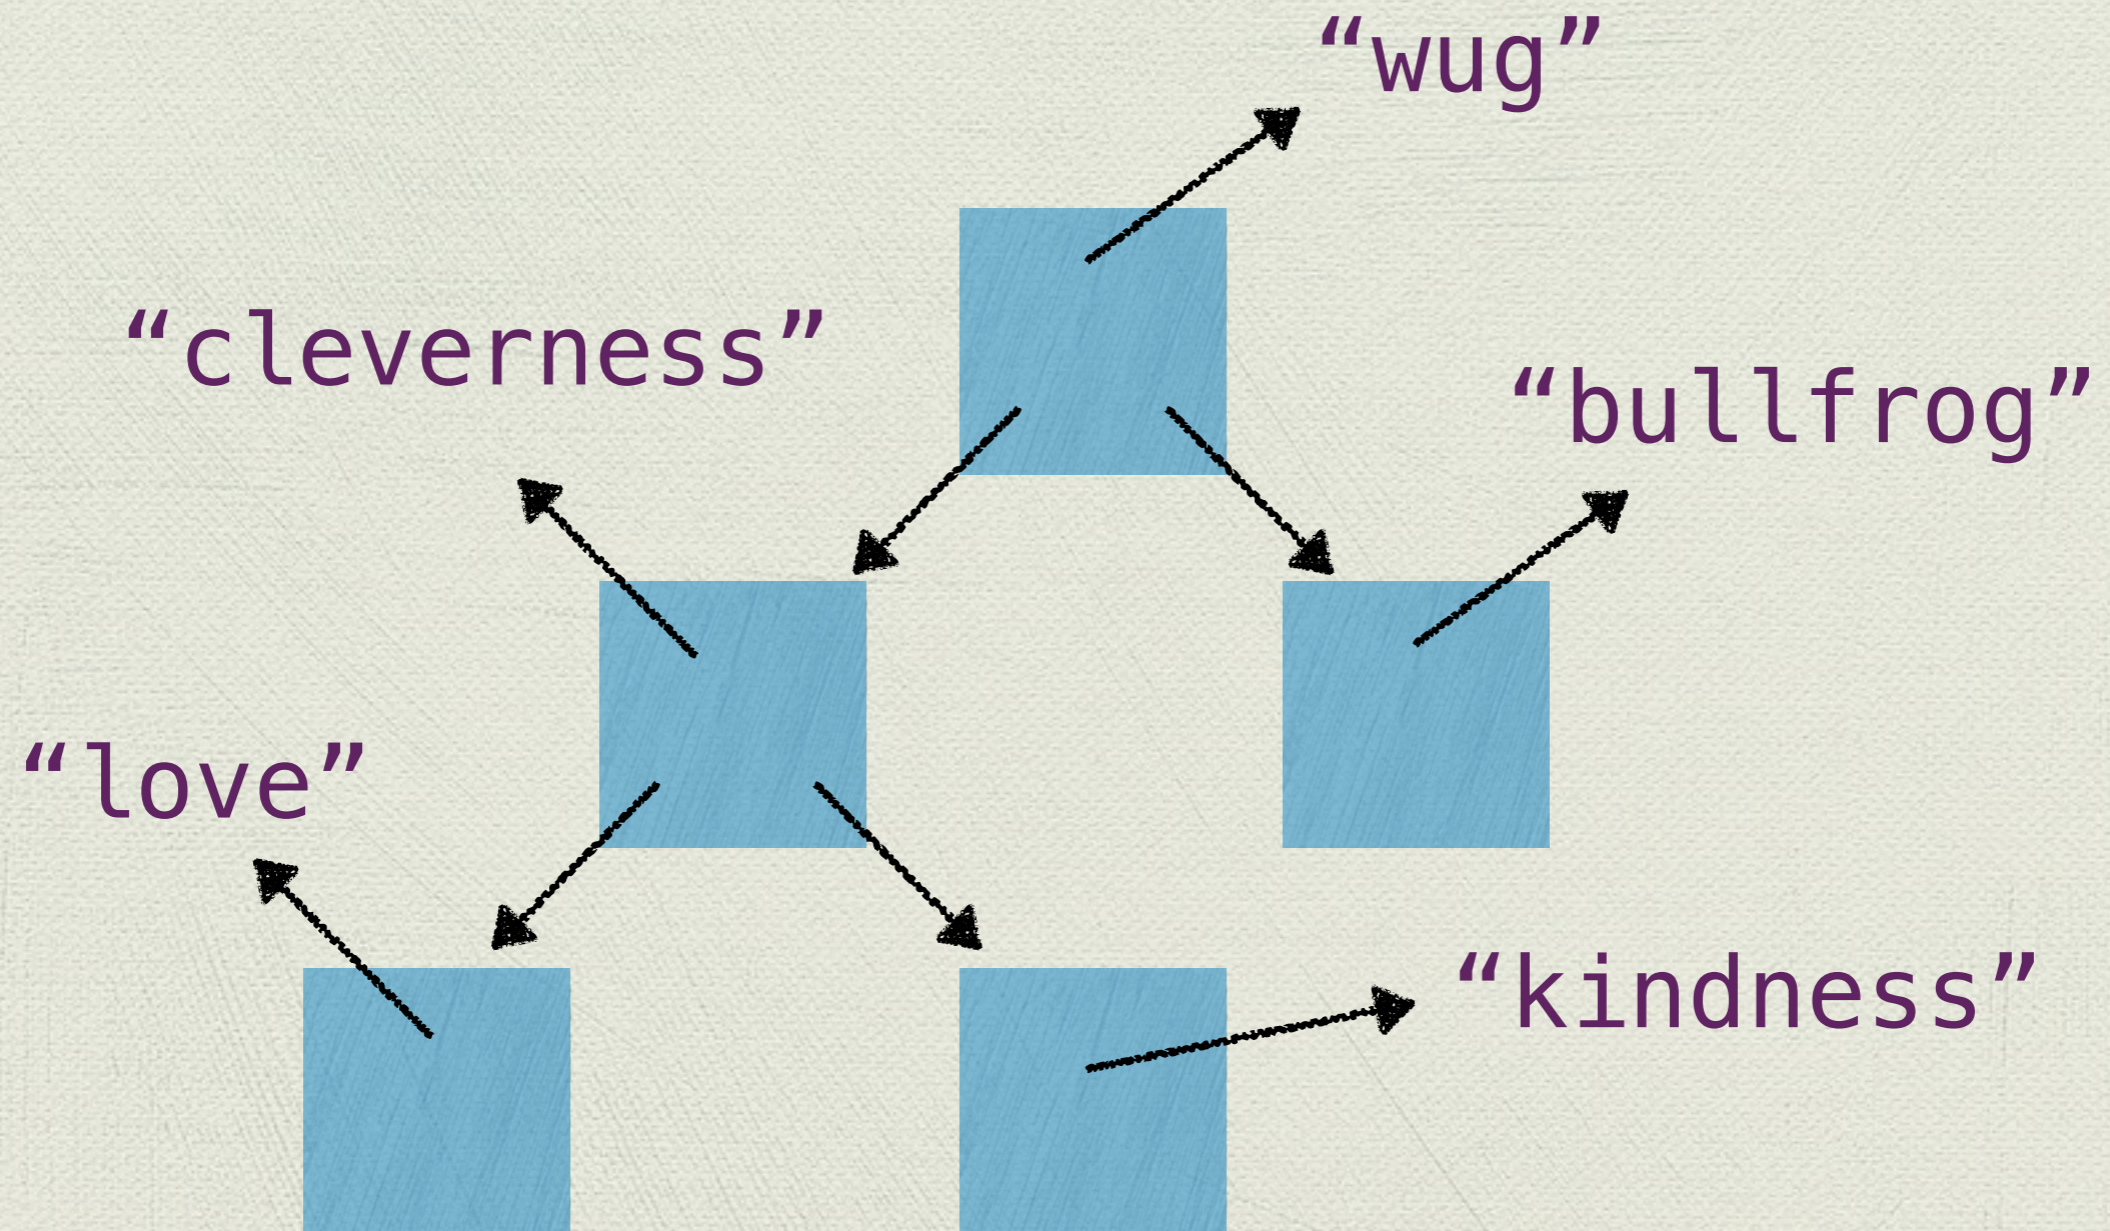 “wug”
“cleverness”
“bullfrog”
“love”
“kindness”